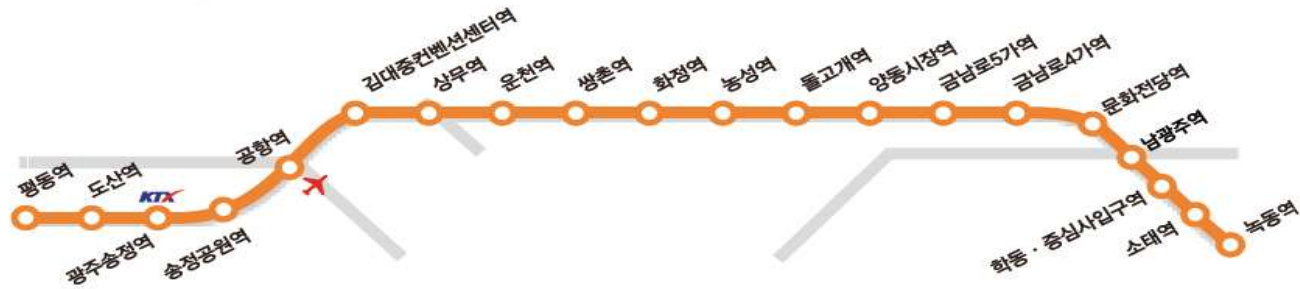 평동역
도산역
KTX
광주송정역
송정공원역
공항역
김대중컨벤션센터역
상무역
운천역
쌍촌역
화정역
농성역
돌고개역
양동시장역
금남로5가역
금남로4가역
문화전당역
남광주역
학동 · 증심사입구역
소태역
녹동역